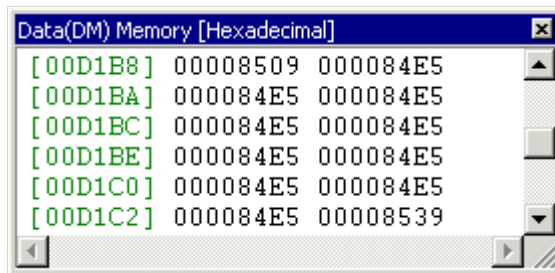 Data(DM) Memory [Hexadecimal]
[00D1B8] 00008509 000084E5
[00D1BA] 000084E5 000084E5
[00D1BC] 000084E5 000084E5
[00D1BE] 000084E5 000084E5
[00D1C0] 000084E5 000084E5
[00D1C2] 000084E5 00008539